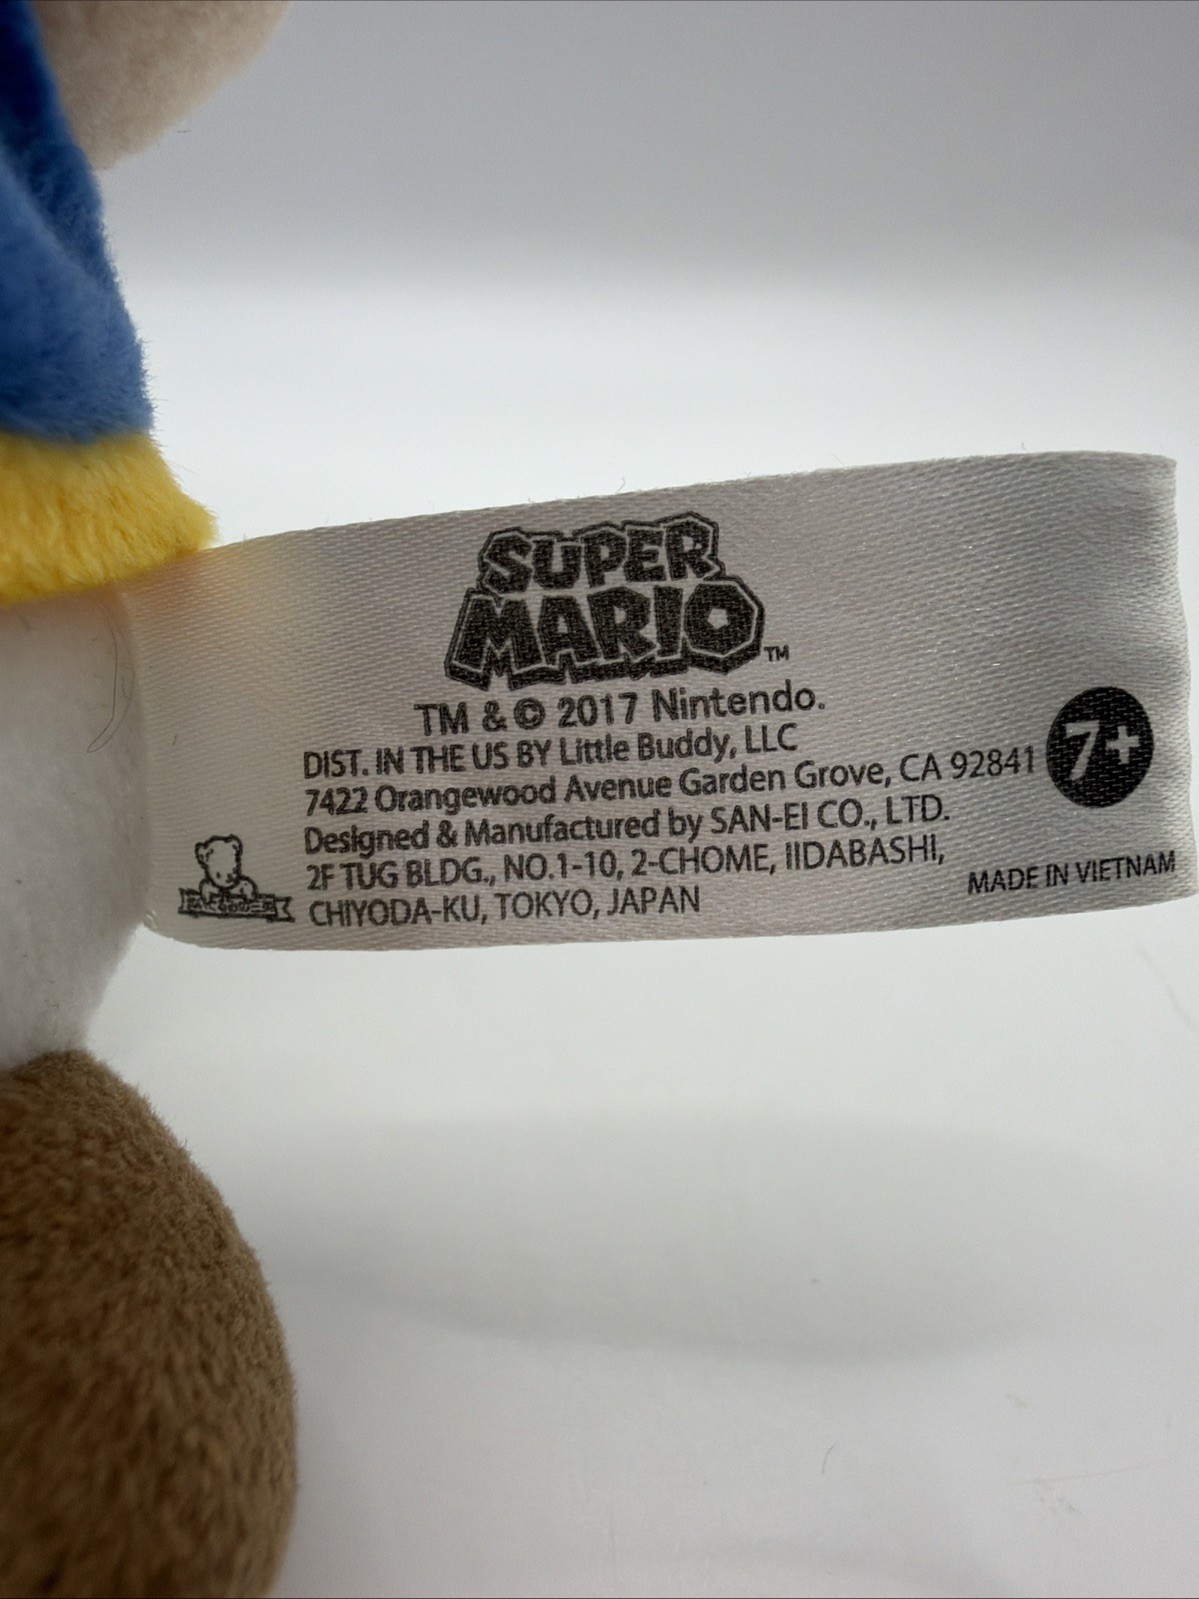 SUPER
MARIO™
TM & © 2017 Nintendo.
DIST. IN THE US BY Little Buddy, LLC
7422 Orangewood Avenue Garden Grove, CA 92841
7+
Designed & Manufactured by SAN-EI CO., LTD.
2F TUG BLDG., NO.1-10, 2-CHOME, IIDABASHI,
CHIYODA-KU, TOKYO, JAPAN
MADE IN VIETNAM